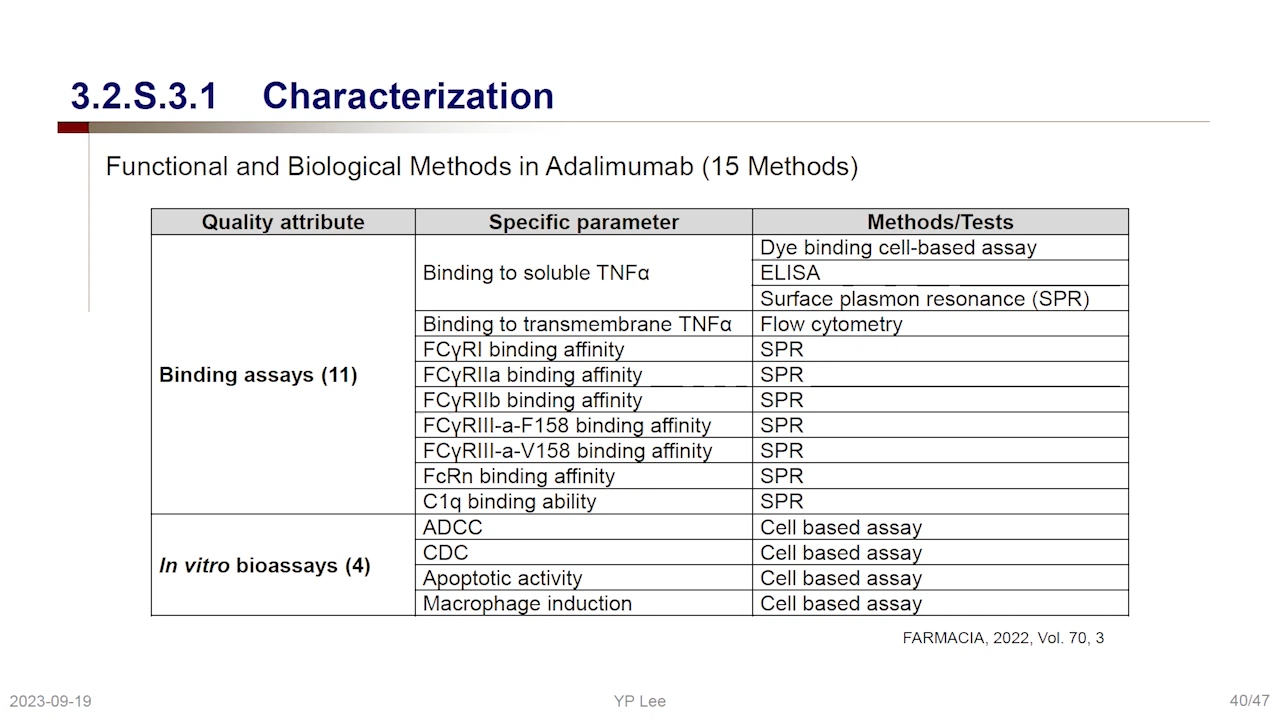 3.2.S.3.1 Characterization
Functional and Biological Methods in Adalimumab (15 Methods)
Quality attribute Specific parameter Methods/Tests
Binding assays (11)
Binding to soluble TNFα
Dye binding cell-based assay
ELISA
Surface plasmon resonance (SPR)
Binding to transmembrane TNFα Flow cytometry
FCγRI binding affinity SPR
FCγRIIa binding affinity SPR
FCγRIIb binding affinity SPR
FCγRIII-a-F158 binding affinity SPR
FCγRIII-a-V158 binding affinity SPR
FcRn binding affinity SPR
C1q binding ability SPR
In vitro bioassays (4)
ADCC Cell based assay
CDC Cell based assay
Apoptotic activity Cell based assay
Macrophage induction Cell based assay
FARMACIA, 2022, Vol. 70, 3
2023-09-19 YP Lee 40/47